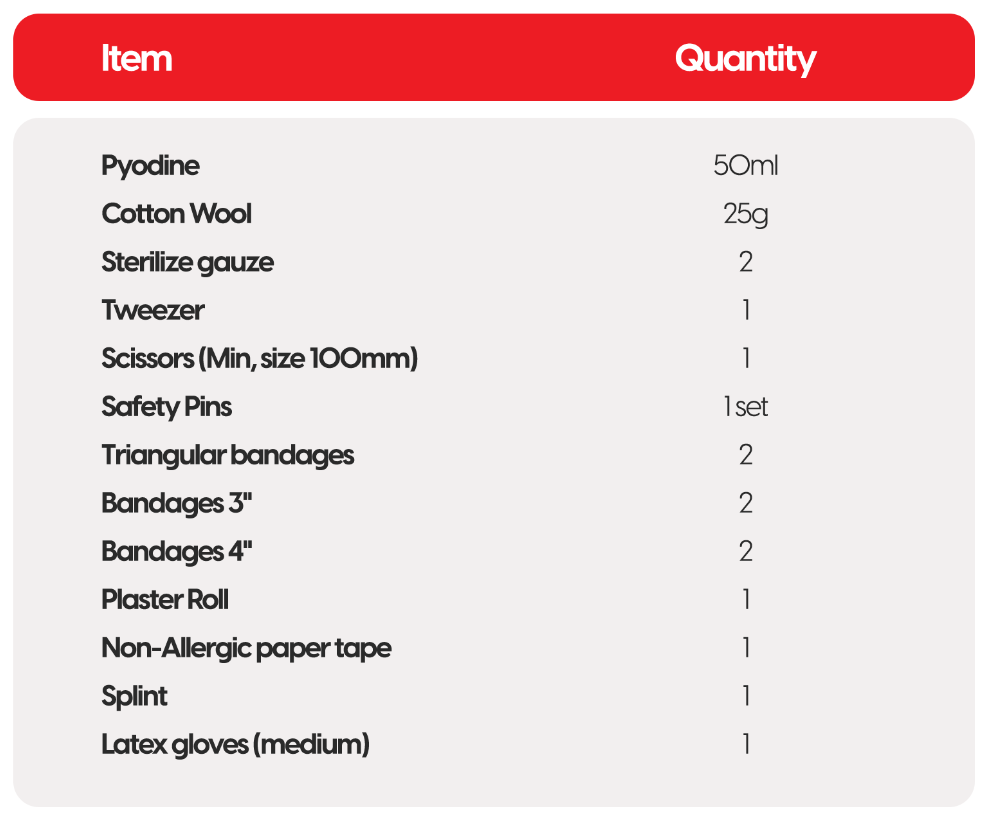 Item Quantity
Pyodine 50ml
Cotton Wool 25g
Sterilize gauze 2
Tweezer 1
Scissors (Min, size 100mm) 1
Safety Pins 1 set
Triangular bandages 2
Bandages 3" 2
Bandages 4" 2
Plaster Roll 1
Non-Allergic paper tape 1
Splint 1
Latex gloves (medium) 1